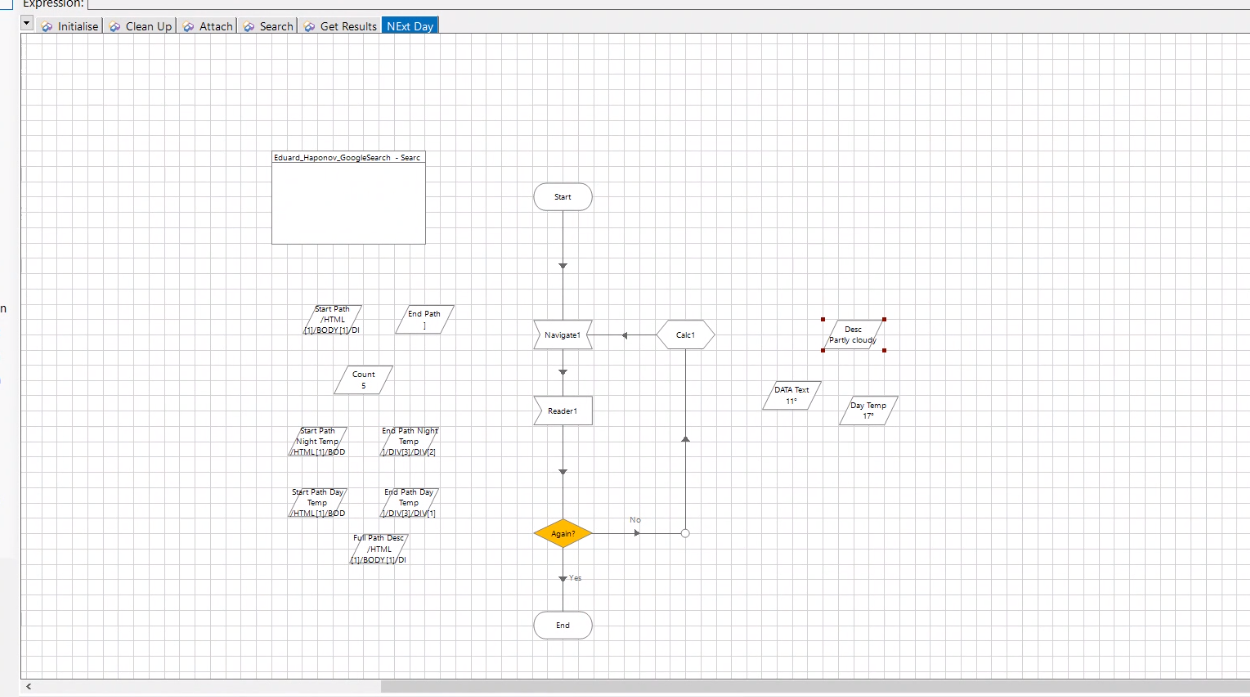 Expression:
Initialise
Clean Up
Attach
Search
Get Results
NExt Day
Eduard_Haponov_GoogleSearch - Searc
Start
Start Path
/HTML
[1]/BODY[1]/DI
End Path
]
Navigate1
Calc1
Desc
Partly cloudy
Count
5
DATA Text
11°
Day Temp
17°
Reader1
Start Path
Night Temp
/HTML[1]/BOD
End Path Night
Temp
]/DIV[3]/DIV[2]
Start Path Day
Temp
/HTML[1]/BOD
End Path Day
Temp
]/DIV[3]/DIV[1]
No
Again?
Full Path Desc
/HTML
[1]/BODY[1]/DI
Yes
End
n